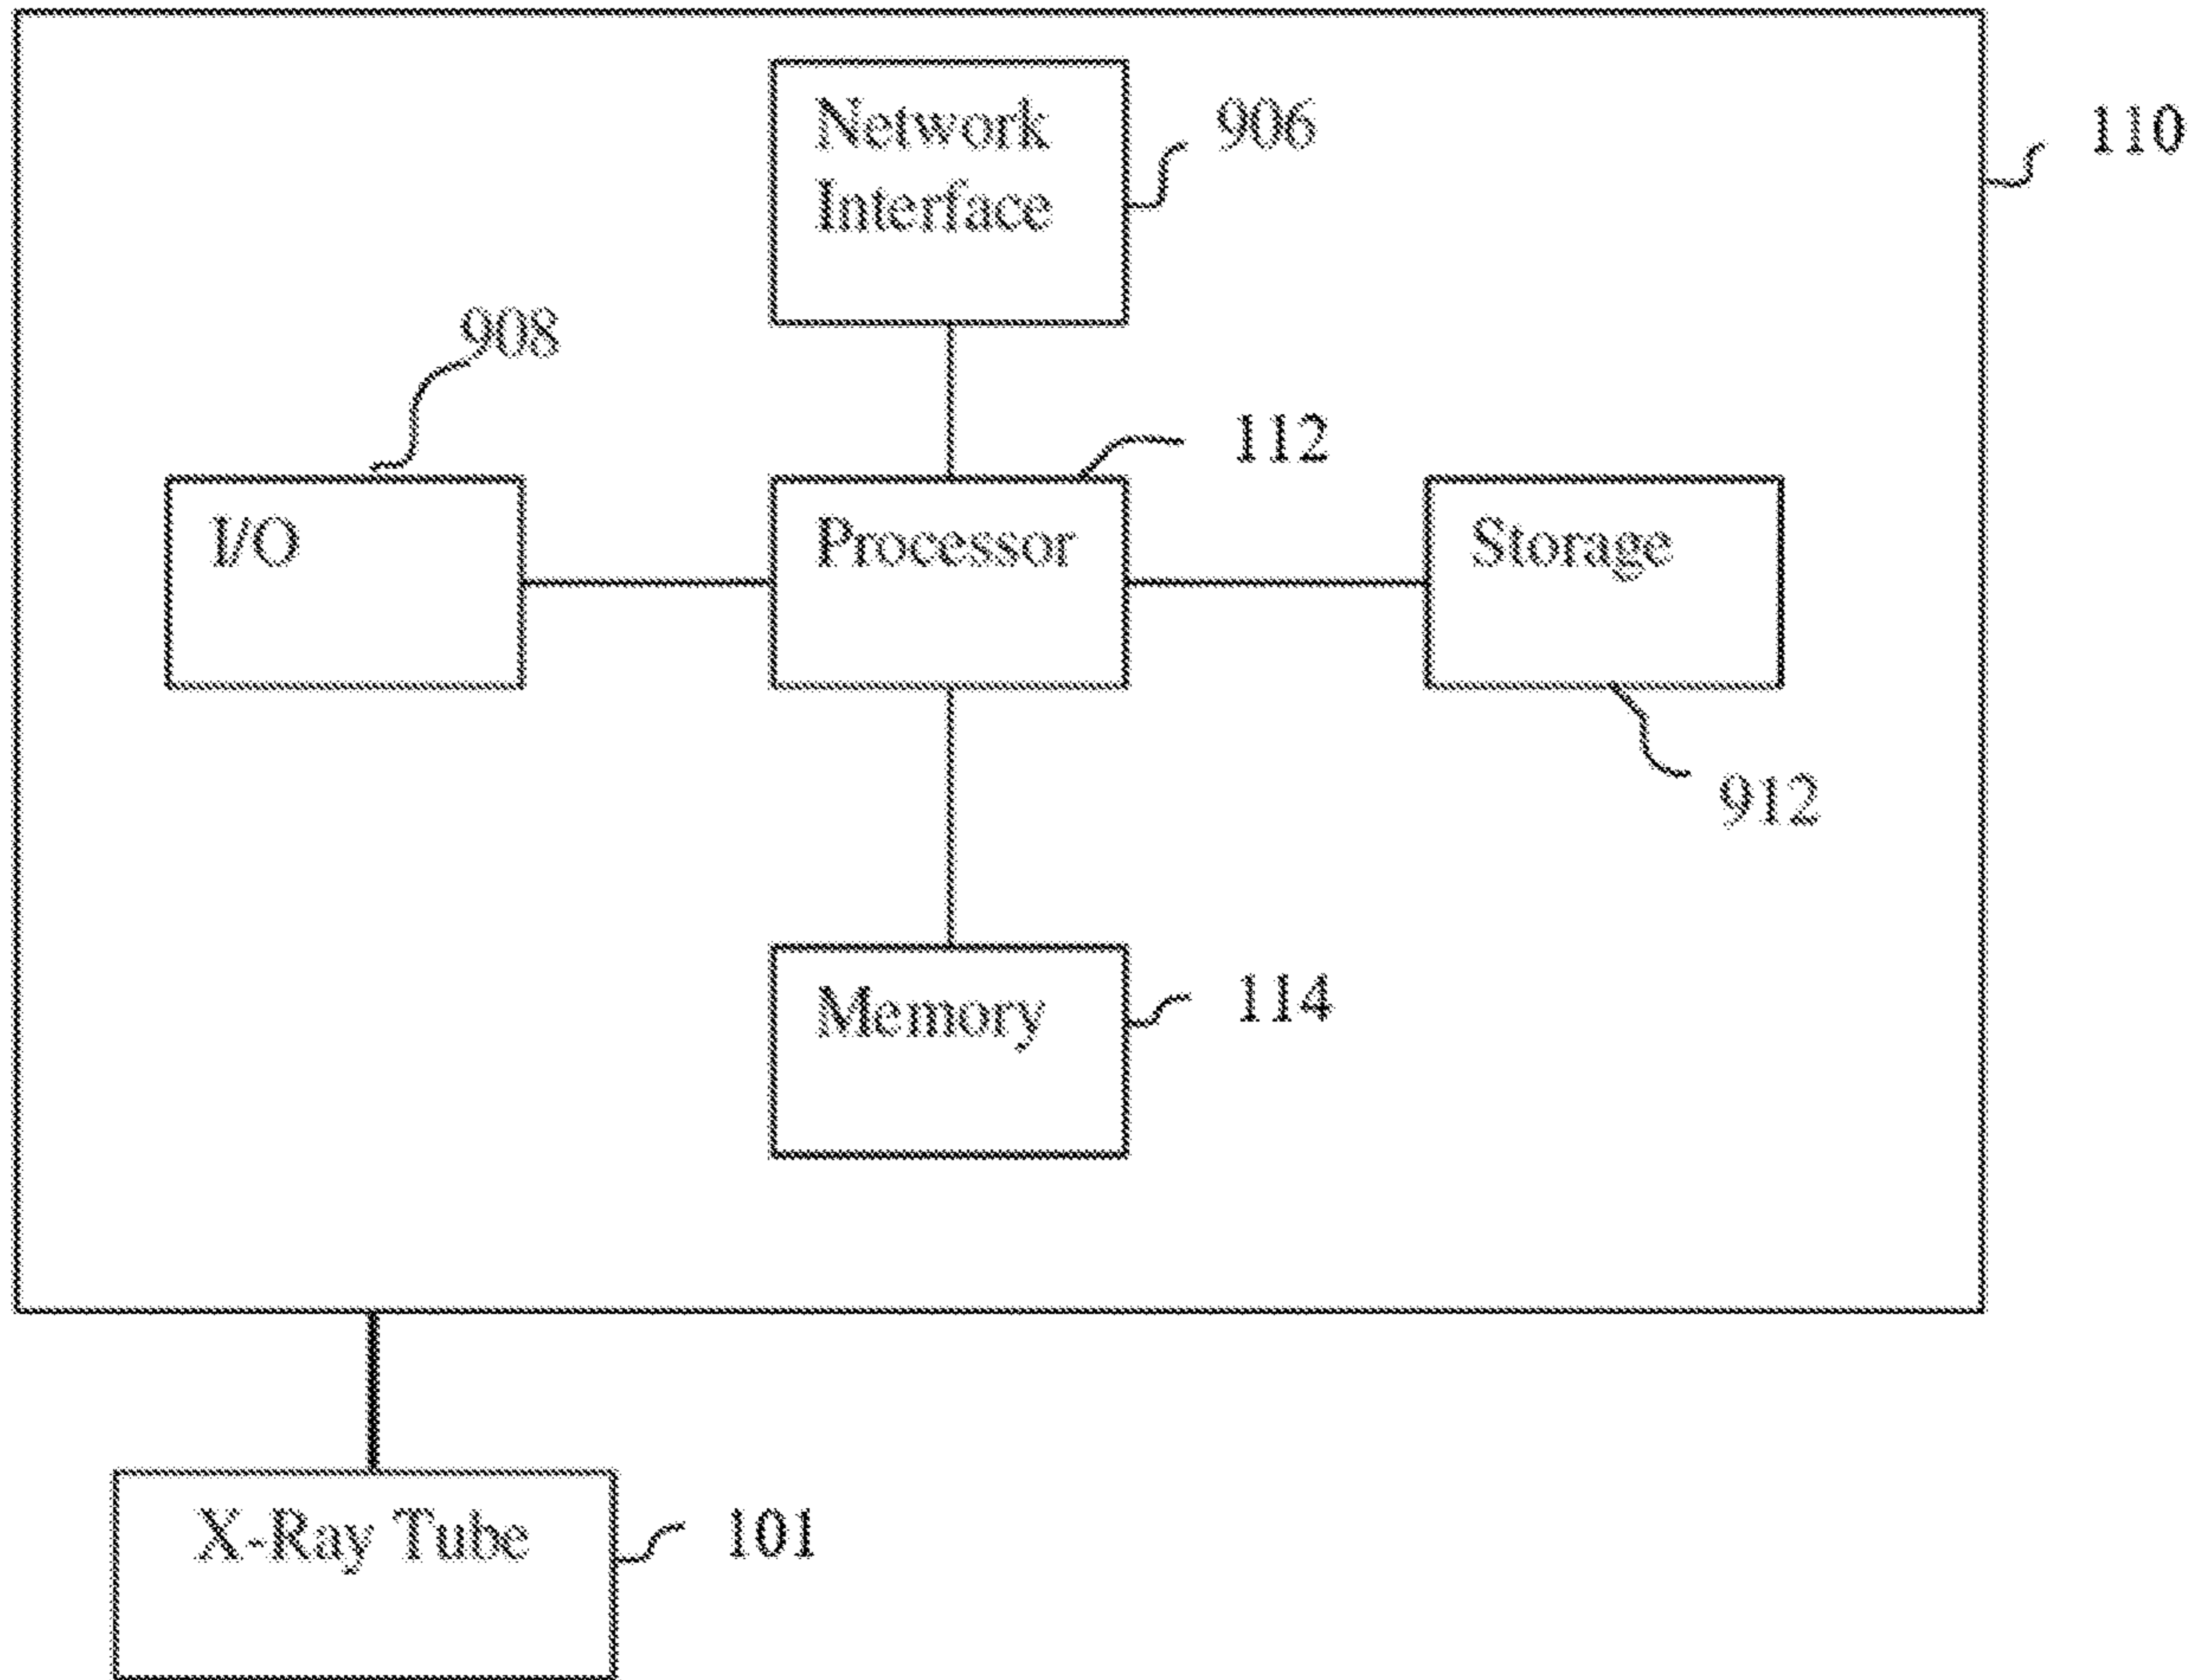 Network
Interface
906
110
908
112
I/O
Processor
Storage
912
Memory
114
X-Ray Tube
101